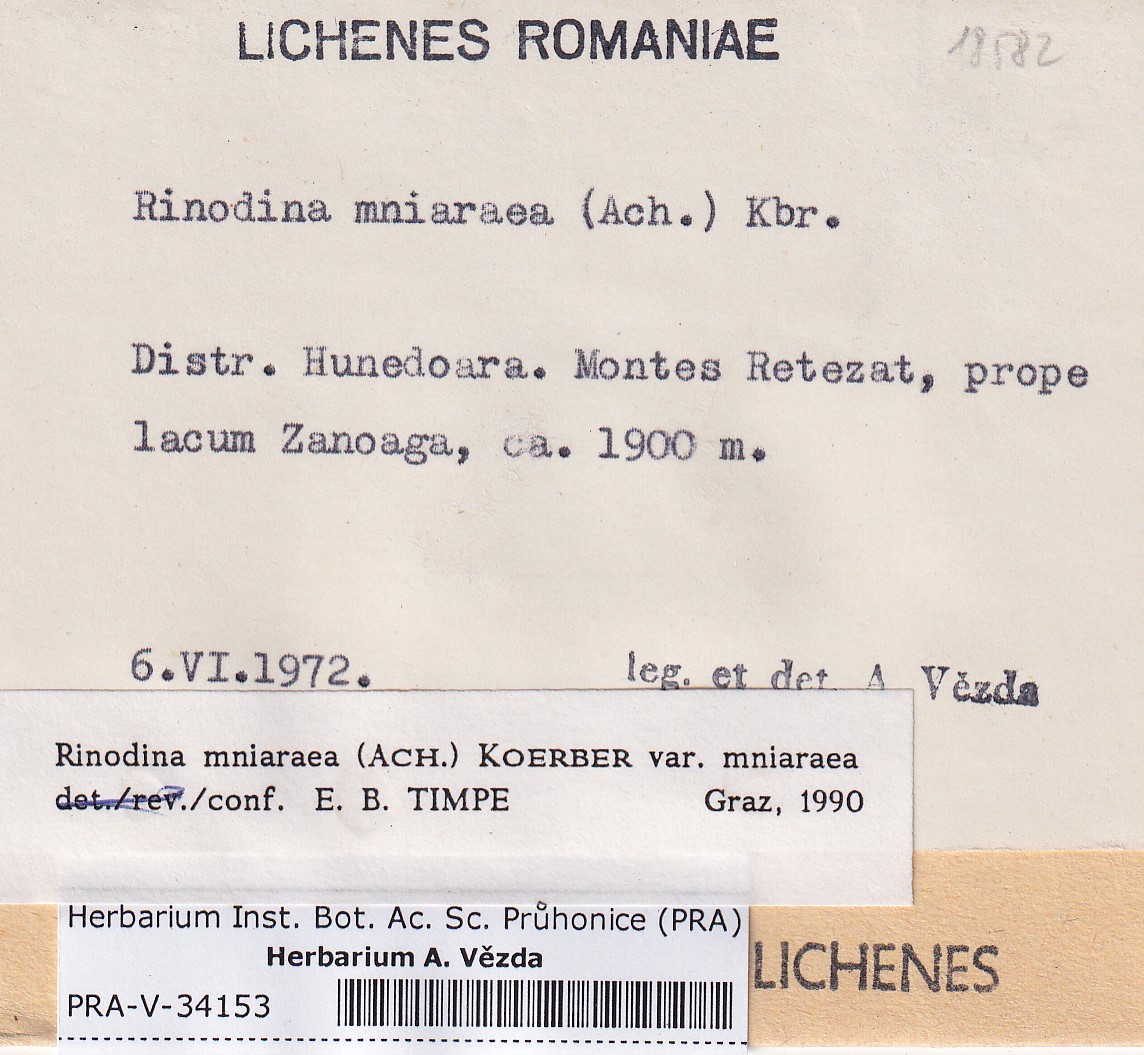 LICHENES ROMANIAE
18582
Rinodina mniaraea (Ach.) Kbr.
Distr. Hunedoara. Montes Retezat, prope
lacum Zanoaga, ca. 1900 m.
6.VI.1972.
leg. et det. A. Vězda
Rinodina mniaraea (ACH.) KOERBER var. mniaraea
det./rev./conf. E. B. TIMPE Graz, 1990
Herbarium Inst. Bot. Ac. Sc. Průhonice (PRA)
Herbarium A. Vězda
PRA-V-34153
LICHENES